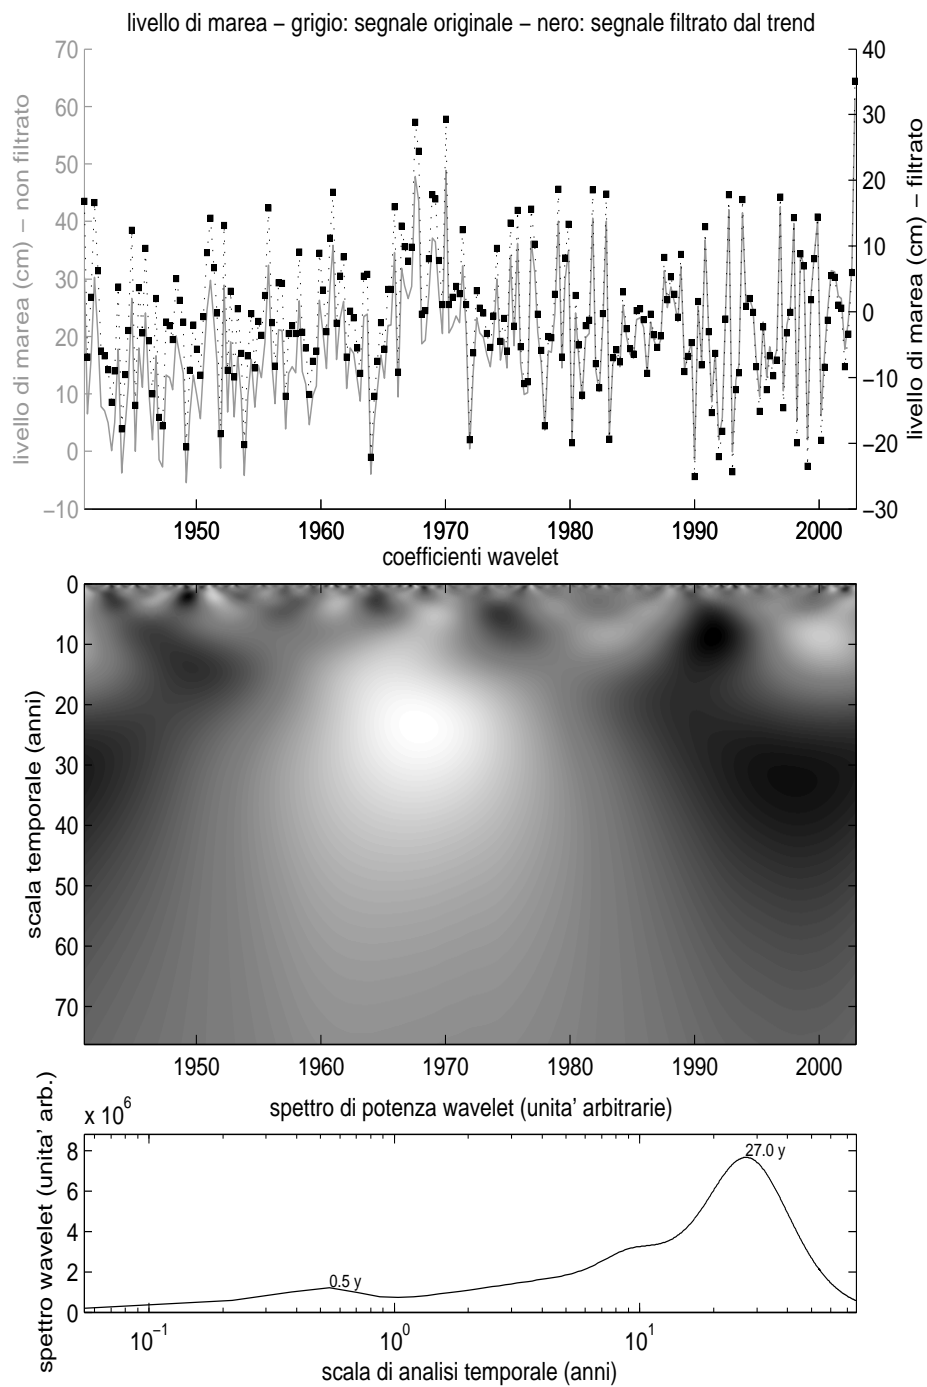 livello di marea − grigio: segnale originale − nero: segnale filtrato dal trend
livello di marea (cm) − non filtrato
70
60
50
40
30
20
10
0
−10
40
30
20
10
0
−10
−20
−30
livello di marea (cm) − filtrato
1950 1960 1970 1980 1990 2000
coefficienti wavelet
scala temporale (anni)
0
10
20
30
40
50
60
70
1950 1960 1970 1980 1990 2000
spettro di potenza wavelet (unita' arbitrarie)
x 10^6
spettro wavelet (unita' arb.)
8
6
4
2
0
27.0 y
0.5 y
10^−1 10^0 10^1
scala di analisi temporale (anni)